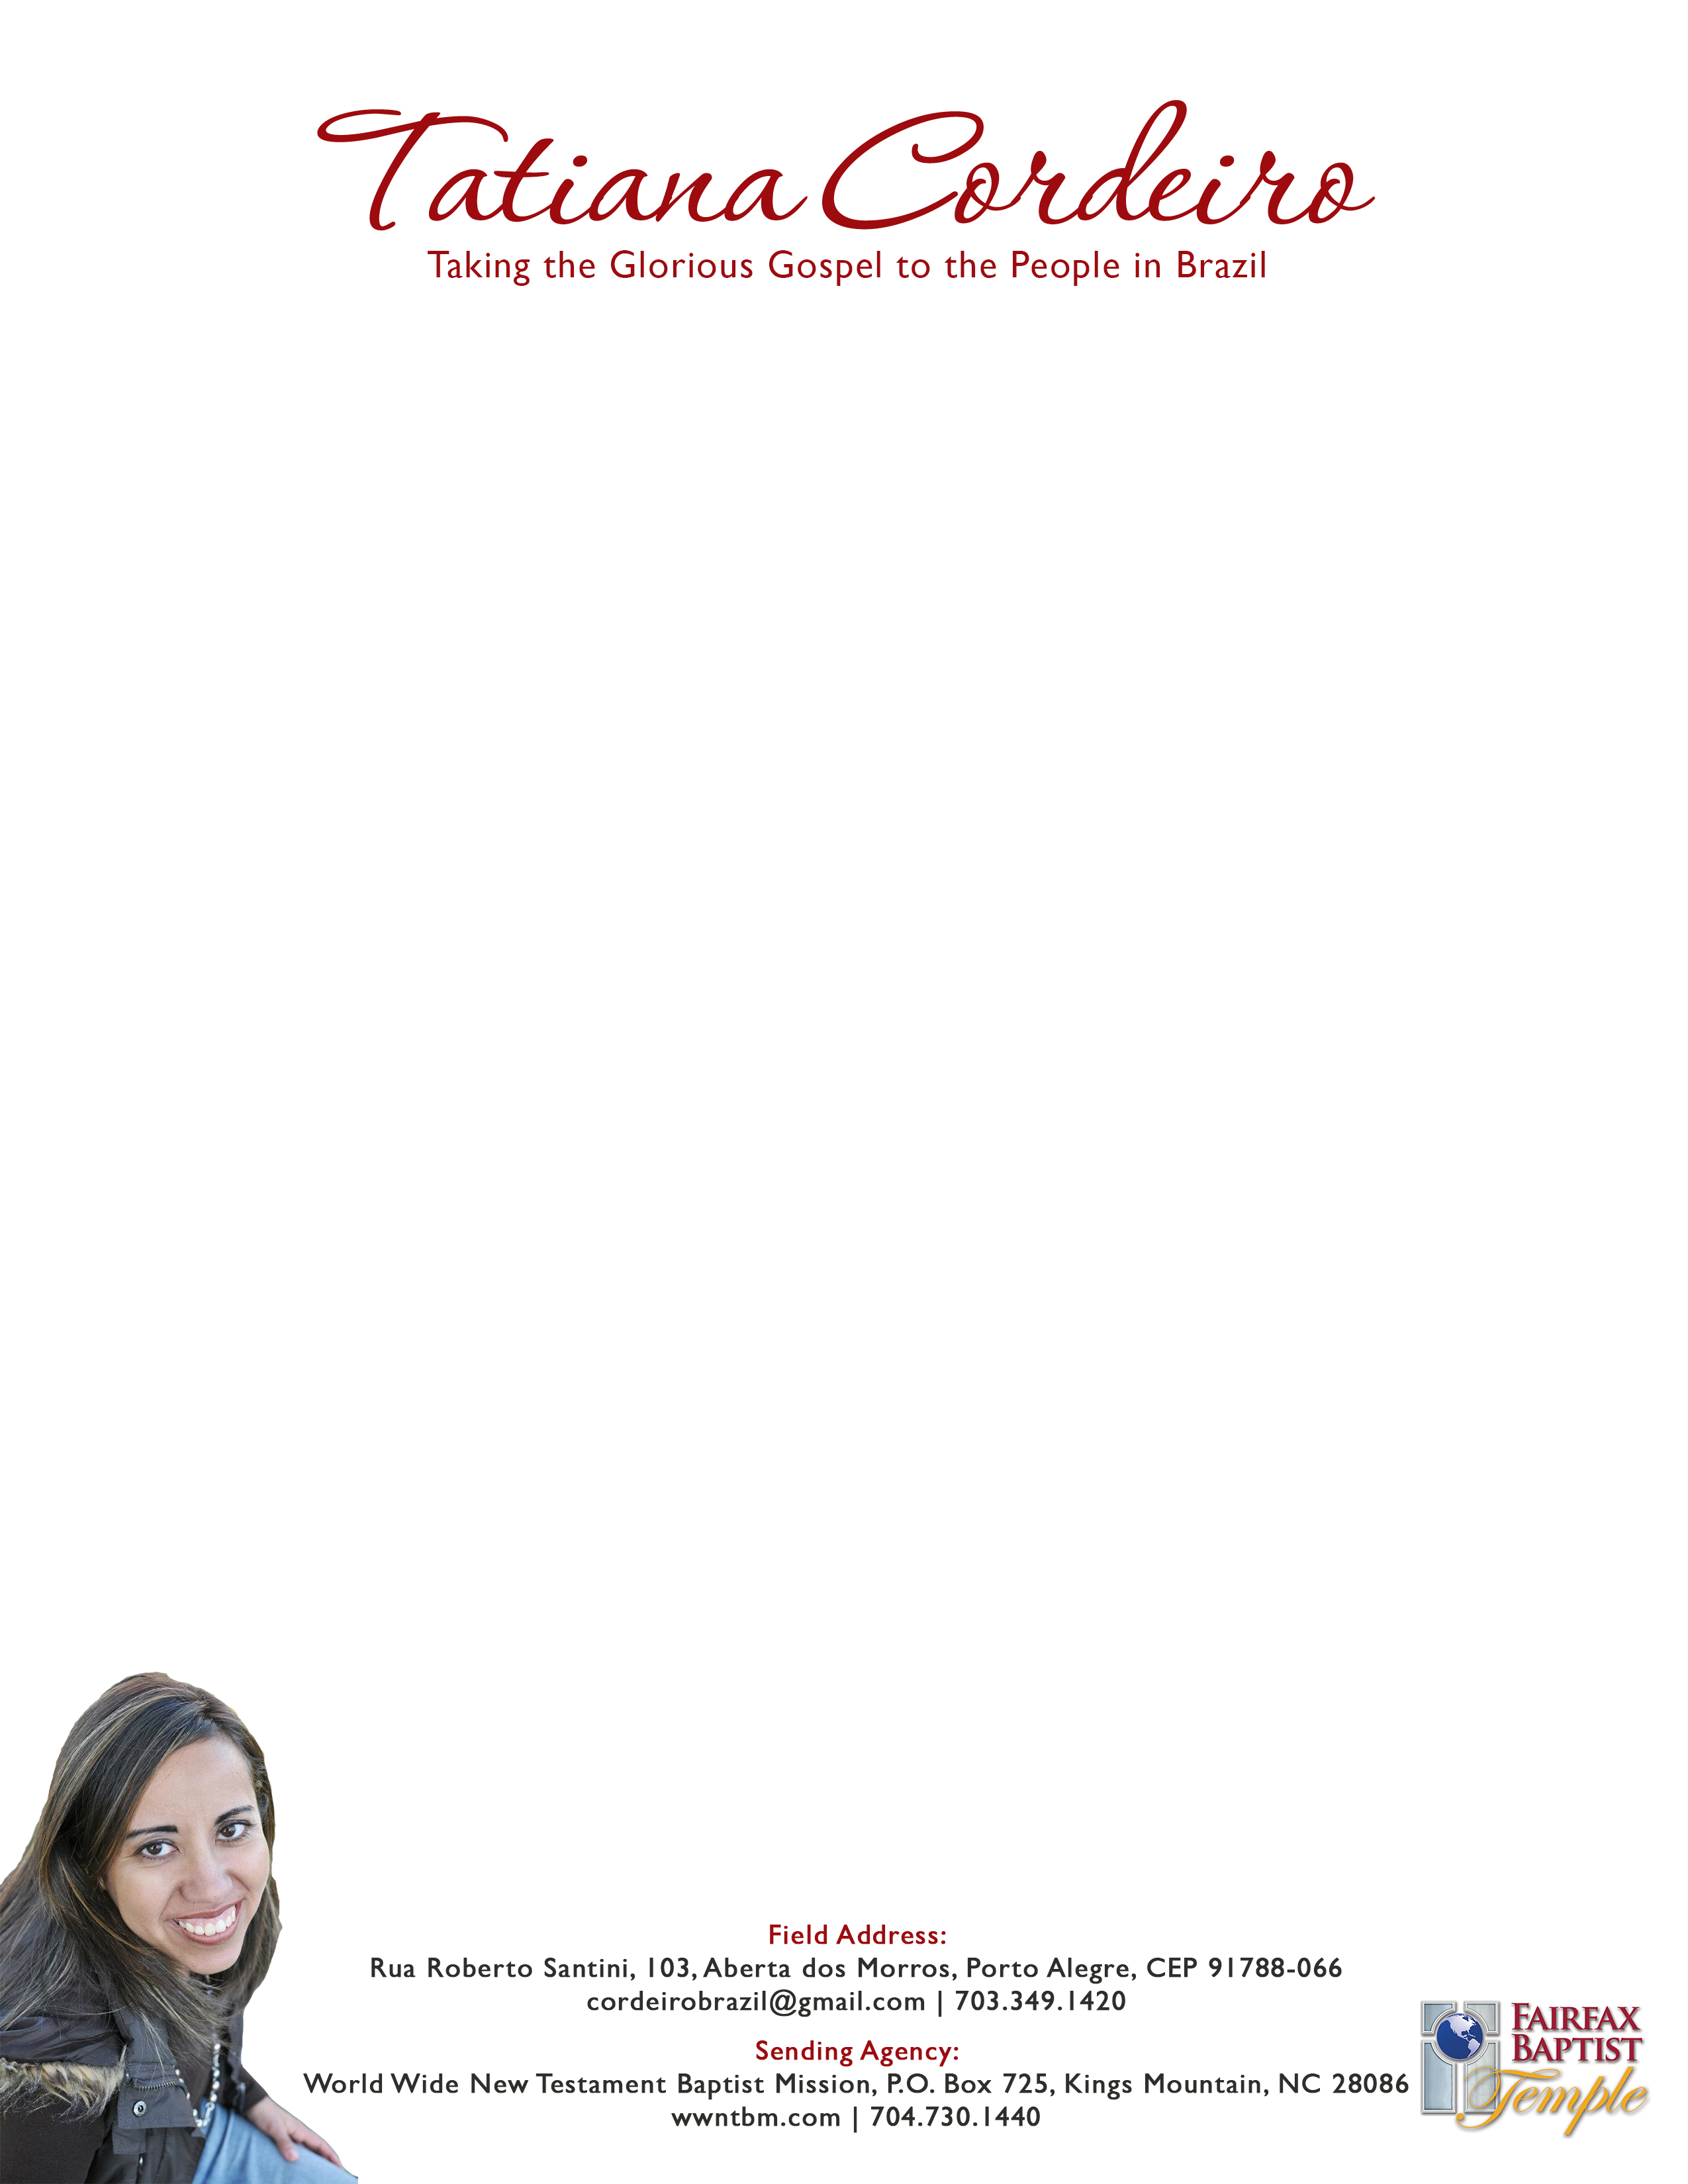 Tatiana Cordeiro
Taking the Glorious Gospel to the People in Brazil
Field Address:
Rua Roberto Santini, 103, Aberta dos Morros, Porto Alegre, CEP 91788-066
cordeirobrazil@gmail.com | 703.349.1420
Sending Agency:
World Wide New Testament Baptist Mission, P.O. Box 725, Kings Mountain, NC 28086
wwntbm.com | 704.730.1440
FAIRFAX
BAPTIST
Temple